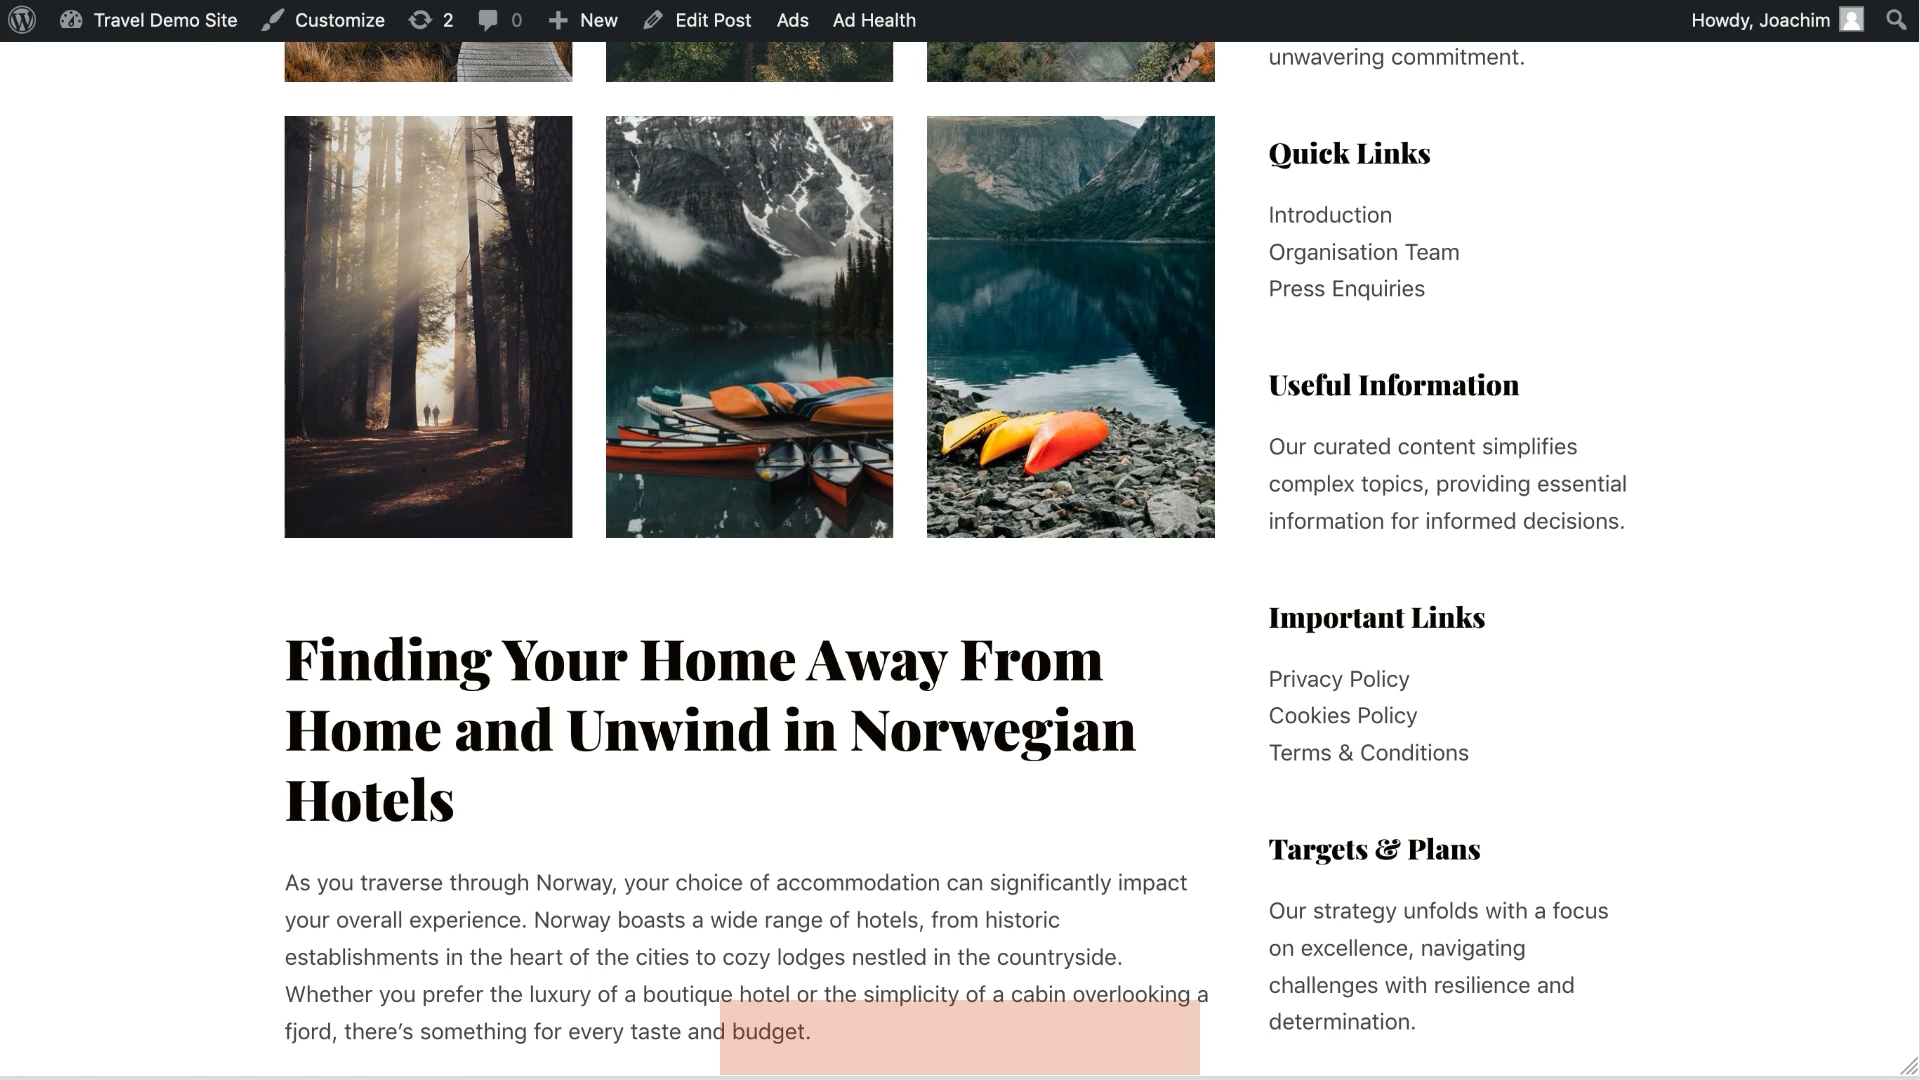 Travel Demo Site Customize 2 0 New Edit Post Ads Ad Health Howdy, Joachim
unwavering commitment.
Quick Links
Introduction
Organisation Team
Press Enquiries
Useful Information
Our curated content simplifies
complex topics, providing essential
information for informed decisions.
Important Links
Privacy Policy
Cookies Policy
Terms & Conditions
Targets & Plans
Our strategy unfolds with a focus
on excellence, navigating
challenges with resilience and
determination.
Finding Your Home Away From
Home and Unwind in Norwegian
Hotels
As you traverse through Norway, your choice of accommodation can significantly impact
your overall experience. Norway boasts a wide range of hotels, from historic
establishments in the heart of the cities to cozy lodges nestled in the countryside.
Whether you prefer the luxury of a boutique hotel or the simplicity of a cabin overlooking a
fjord, there’s something for every taste and budget.